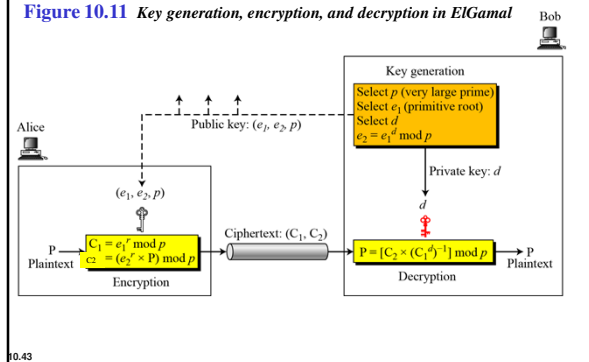 Figure 10.11 Key generation, encryption, and decryption in ElGamal
Bob
Key generation
Select p (very large prime)
Select e₁ (primitive root)
Select d
e₂ = e₁ᵈ mod p
Public key: (e₁, e₂, p)
Alice
Private key: d
(e₁, e₂, p)
d
Ciphertext: (C₁, C₂)
P
Plaintext
C₁ = e₁ʳ mod p
C2 = (e₂ʳ × P) mod p
Encryption
P = [C₂ × (C₁ᵈ)⁻¹] mod p
Decryption
P
Plaintext
10.43